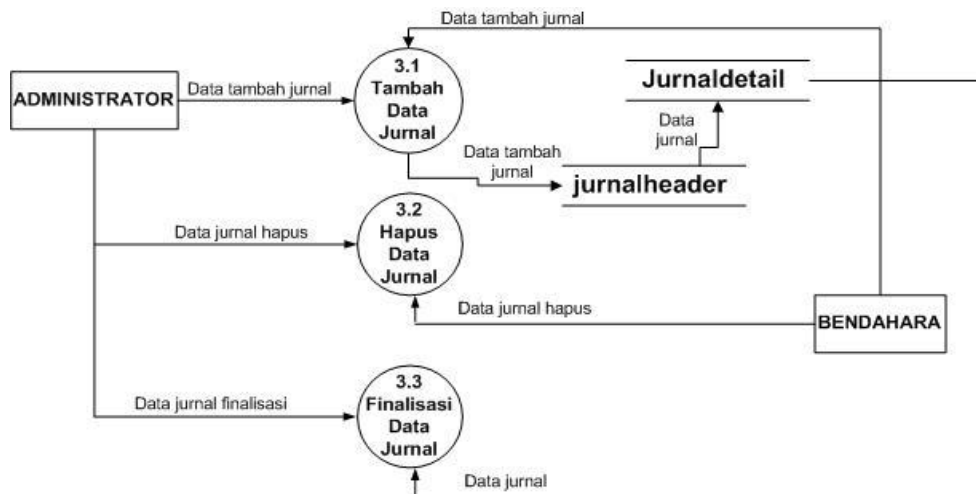 Data tambah jurnal
ADMINISTRATOR
Data tambah jurnal
3.1
Tambah
Data
Jurnal
Jurnaldetail
Data
jurnal
Data tambah
jurnal
jurnalheader
Data jurnal hapus
3.2
Hapus
Data
Jurnal
Data jurnal hapus
BENDAHARA
Data jurnal finalisasi
3.3
Finalisasi
Data
Jurnal
Data jurnal